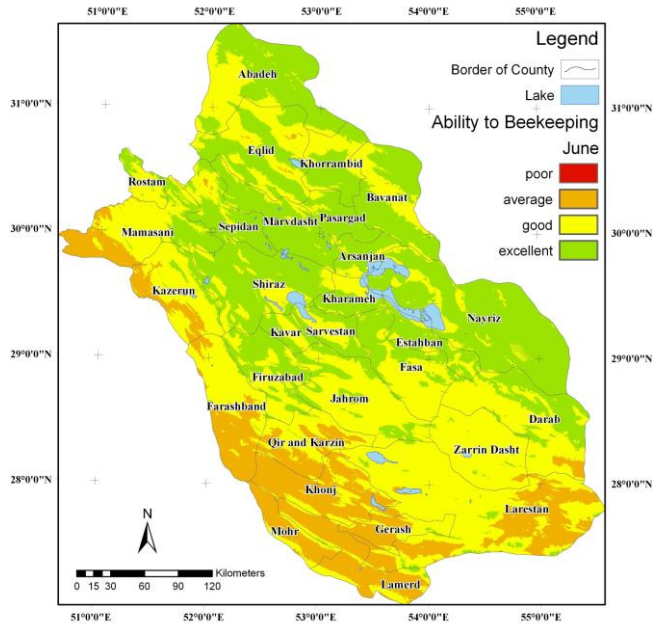 51°0'0"E 52°0'0"E 53°0'0"E 54°0'0"E 55°0'0"E
Legend
Border of County
Lake
Ability to Beekeeping
June
poor
average
good
excellent
31°0'0"N
31°0'0"N
30°0'0"N
30°0'0"N
29°0'0"N
29°0'0"N
28°0'0"N
28°0'0"N
Abadeh
Eqlid
Khorrambid
Rostam
Bavanat
Sepidan
Marvdasht
Pasargad
Mamasani
Arsanjan
Kazerun
Shiraz
Kharameh
Nayriz
Kavar
Sarvestan
Estahban
Fasa
Firuzabad
Farashband
Jahrom
Darab
Qir and Karzin
Zarrin Dasht
Khonj
Larestan
Mohr
Gerash
Lamerd
N
Kilometers
0 15 30 60 90 120
51°0'0"E 52°0'0"E 53°0'0"E 54°0'0"E 55°0'0"E